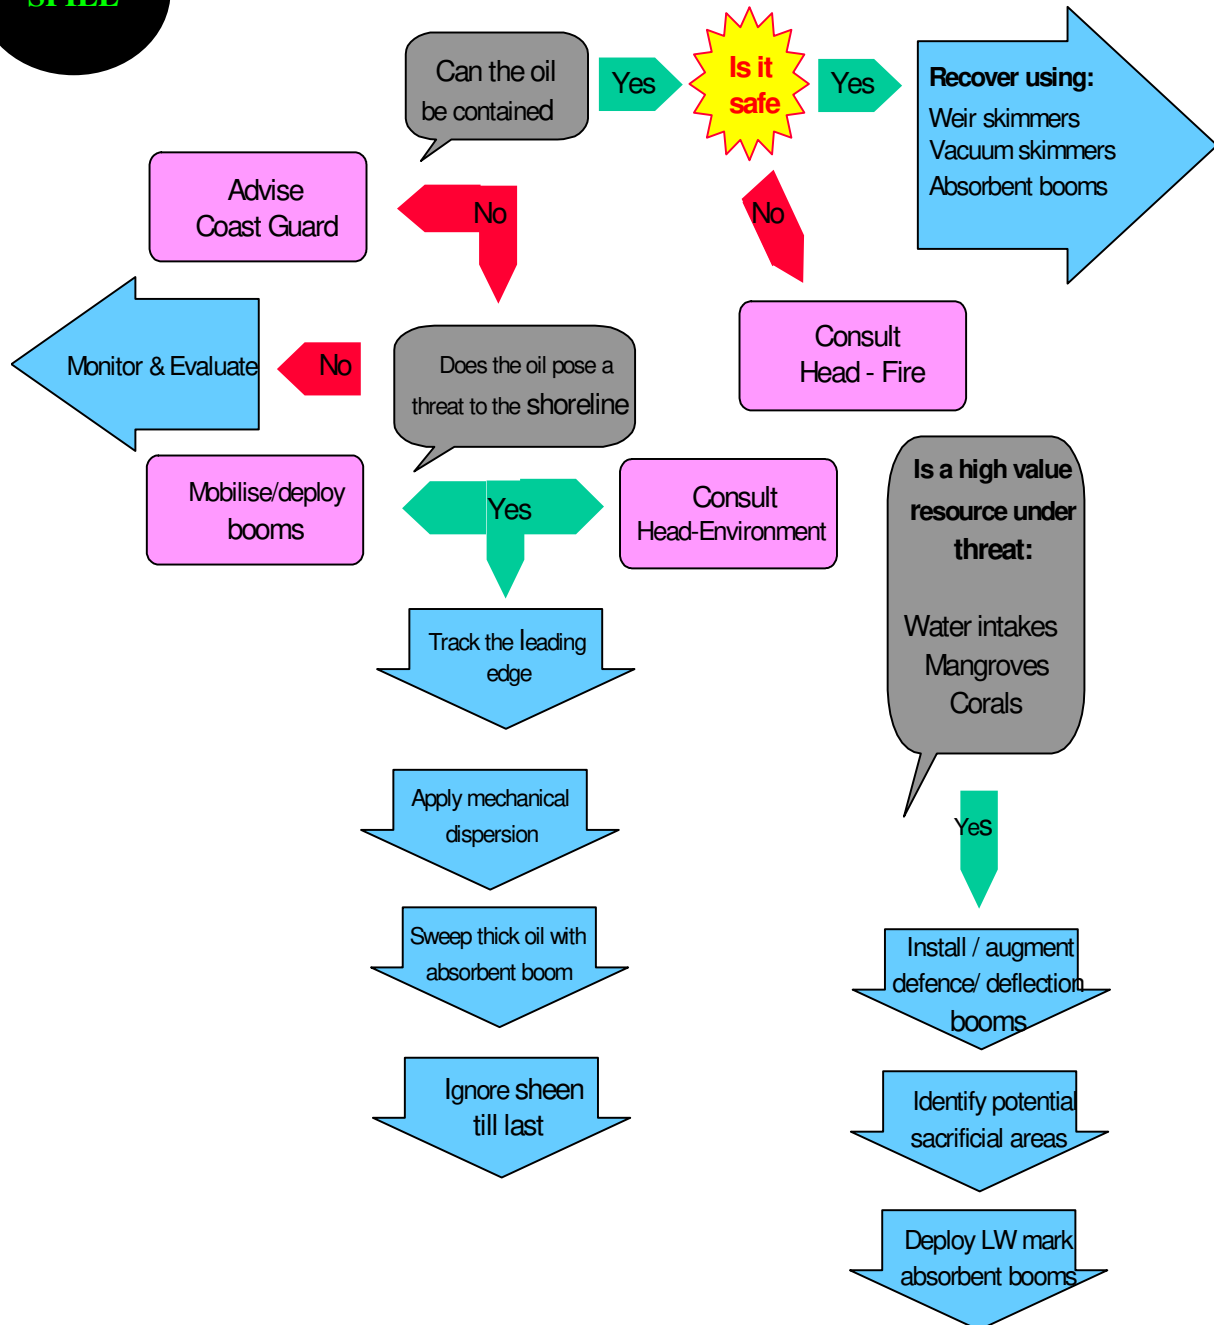 SPILL
Can the oil
be contained
Yes
Is it
safe
Yes
Recover using:
Weir skimmers
Vacuum skimmers
Absorbent booms
Advise
Coast Guard
No
No
Monitor & Evaluate
No
Does the oil pose a
threat to the shoreline
Consult
Head - Fire
Mobilise/deploy
booms
Yes
Consult
Head-Environment
Is a high value
resource under
threat:
Water intakes
Mangroves
Corals
Track the leading
edge
Apply mechanical
dispersion
Yes
Sweep thick oil with
absorbent boom
Install / augment
defence/ deflection
booms
Ignore sheen
till last
Identify potential
sacrificial areas
Deploy LW mark
absorbent booms